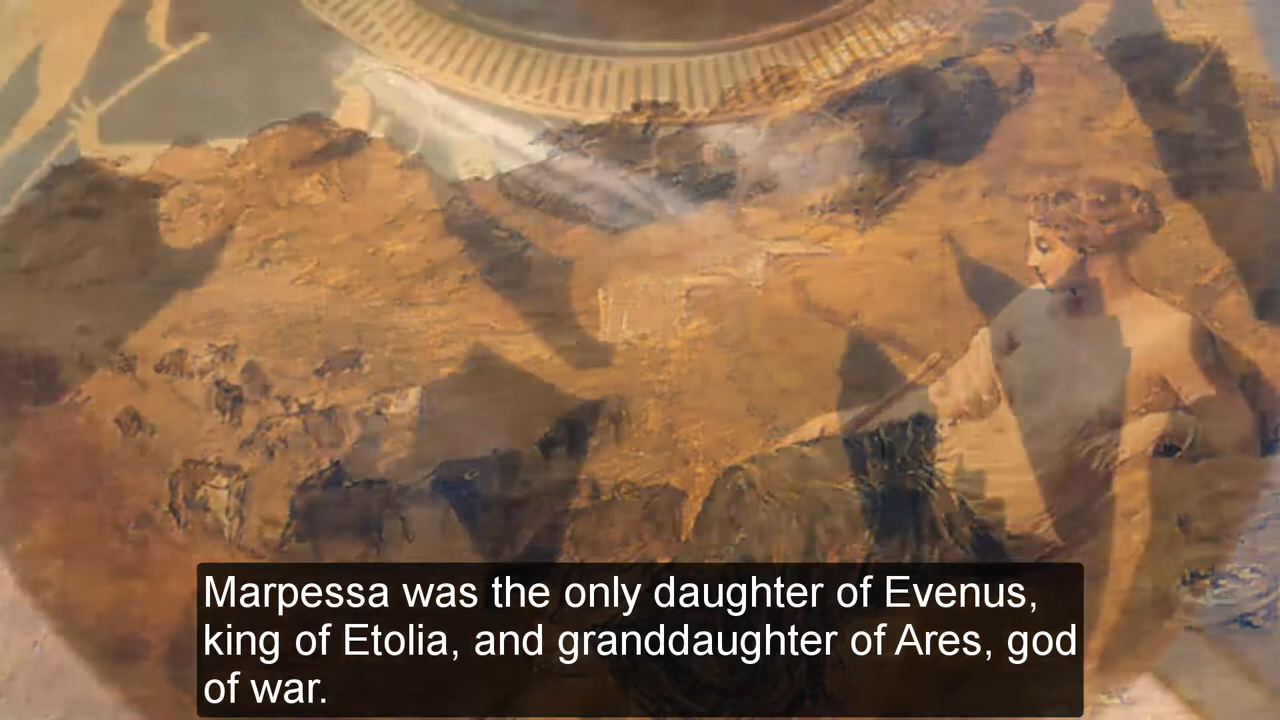 Marpessa was the only daughter of Evenus,
king of Etolia, and granddaughter of Ares, god
of war.